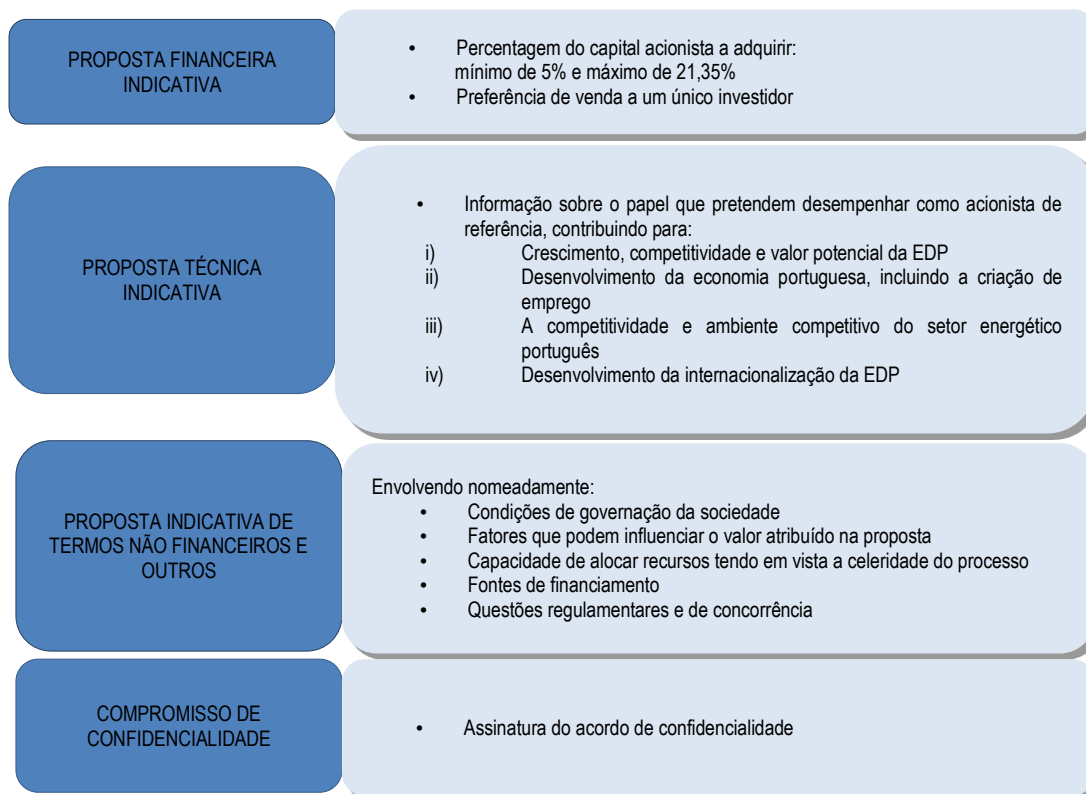 PROPOSTA FINANCEIRA
INDICATIVA
• Percentagem do capital acionista a adquirir:
mínimo de 5% e máximo de 21,35%
• Preferência de venda a um único investidor
PROPOSTA TÉCNICA
INDICATIVA
• Informação sobre o papel que pretendem desempenhar como acionista de
referência, contribuindo para:
i) Crescimento, competitividade e valor potencial da EDP
ii) Desenvolvimento da economia portuguesa, incluindo a criação de
emprego
iii) A competitividade e ambiente competitivo do setor energético
português
iv) Desenvolvimento da internacionalização da EDP
PROPOSTA INDICATIVA DE
TERMOS NÃO FINANCEIROS E
OUTROS
Envolvendo nomeadamente:
• Condições de governação da sociedade
• Fatores que podem influenciar o valor atribuído na proposta
• Capacidade de alocar recursos tendo em vista a celeridade do processo
• Fontes de financiamento
• Questões regulamentares e de concorrência
COMPROMISSO DE
CONFIDENCIALIDADE
• Assinatura do acordo de confidencialidade